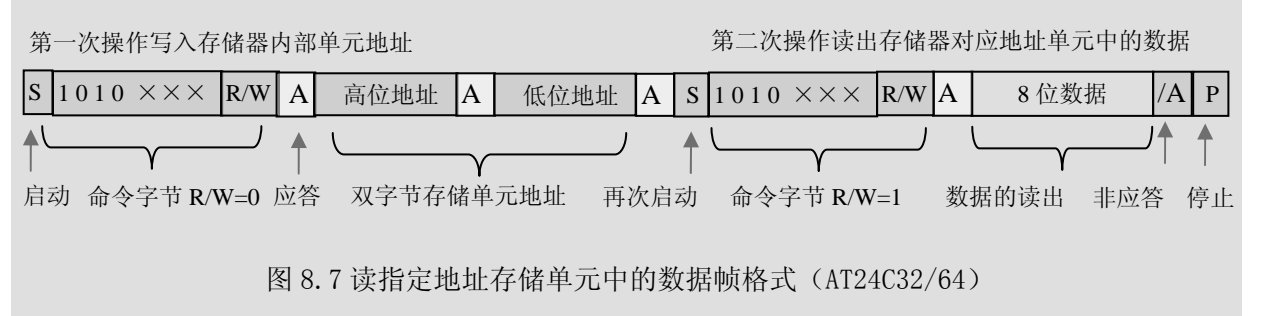 第一次操作写入存储器内部单元地址 第二次操作读出存储器对应地址单元中的数据
S 1010 ××× R/W A 高位地址 A 低位地址 A S 1010 ××× R/W A 8位数据 /A P
启动 命令字节 R/W=0 应答 双字节存储单元地址 再次启动 命令字节 R/W=1 数据的读出 非应答 停止
图 8.7 读指定地址存储单元中的数据帧格式（AT24C32/64）